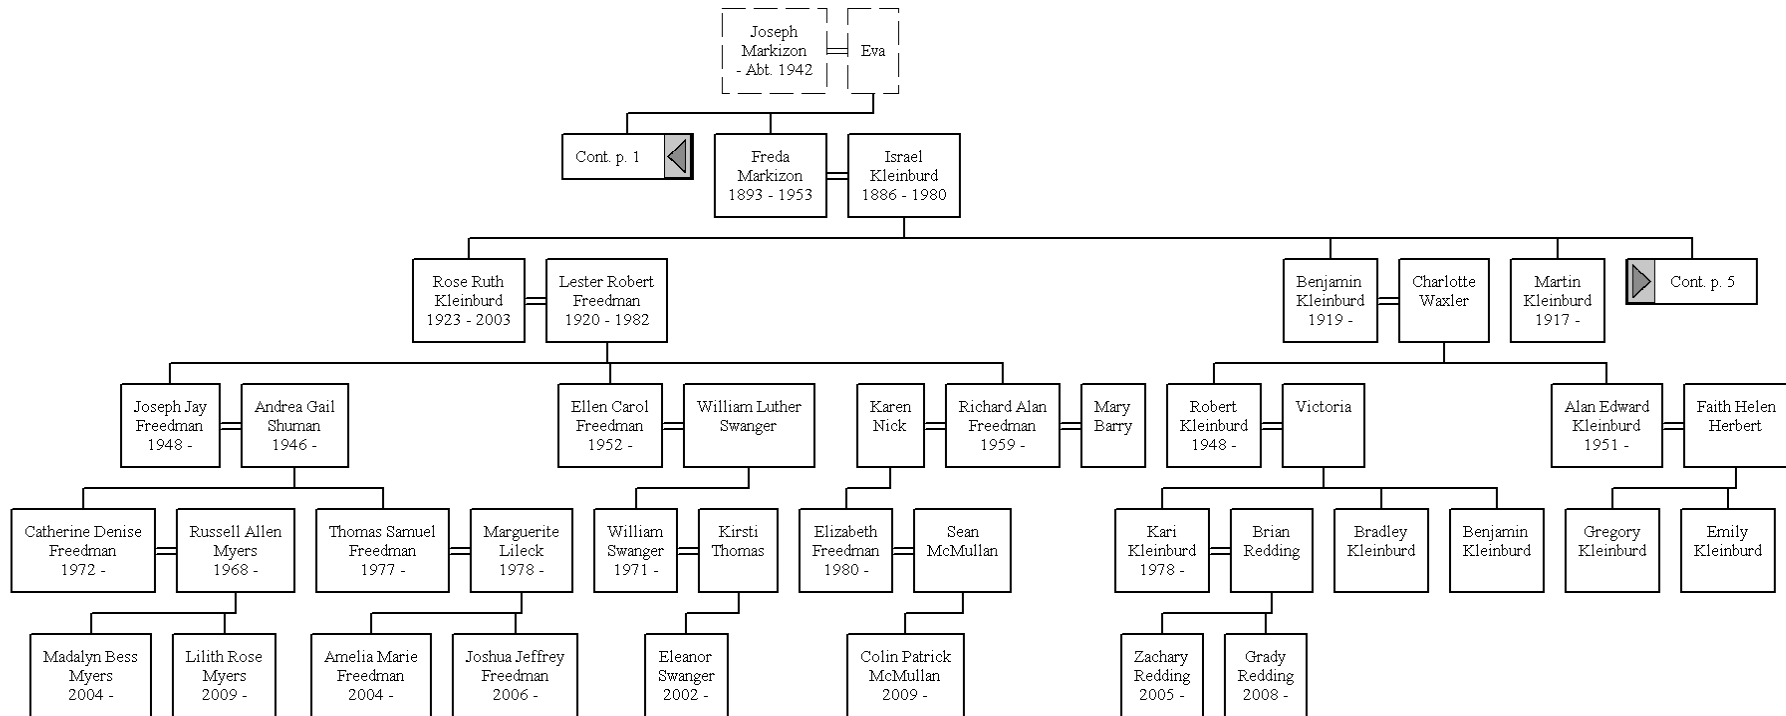 Joseph
Markizon
- Abt. 1942
Eva
Cont. p. 1
Freda
Markizon
1893 - 1953
Israel
Kleinburd
1886 - 1980
Rose Ruth
Kleinburd
1923 - 2003
Lester Robert
Freedman
1920 - 1982
Benjamin
Kleinburd
1919 -
Charlotte
Waxler
Martin
Kleinburd
1917 -
Cont. p. 5
Joseph Jay
Freedman
1948 -
Andrea Gail
Shuman
1946 -
Ellen Carol
Freedman
1952 -
William Luther
Swanger
Karen
Nick
Richard Alan
Freedman
1959 -
Mary
Barry
Robert
Kleinburd
1948 -
Victoria
Alan Edward
Kleinburd
1951 -
Faith Helen
Herbert
Catherine Denise
Freedman
1972 -
Russell Allen
Myers
1968 -
Thomas Samuel
Freedman
1977 -
Marguerite
Lileck
1978 -
William
Swanger
1971 -
Kirsti
Thomas
Elizabeth
Freedman
1980 -
Sean
McMullan
Kari
Kleinburd
1978 -
Brian
Redding
Bradley
Kleinburd
Benjamin
Kleinburd
Gregory
Kleinburd
Emily
Kleinburd
Madalyn Bess
Myers
2004 -
Lilith Rose
Myers
2009 -
Amelia Marie
Freedman
2004 -
Joshua Jeffrey
Freedman
2006 -
Eleanor
Swanger
2002 -
Colin Patrick
McMullan
2009 -
Zachary
Redding
2005 -
Grady
Redding
2008 -